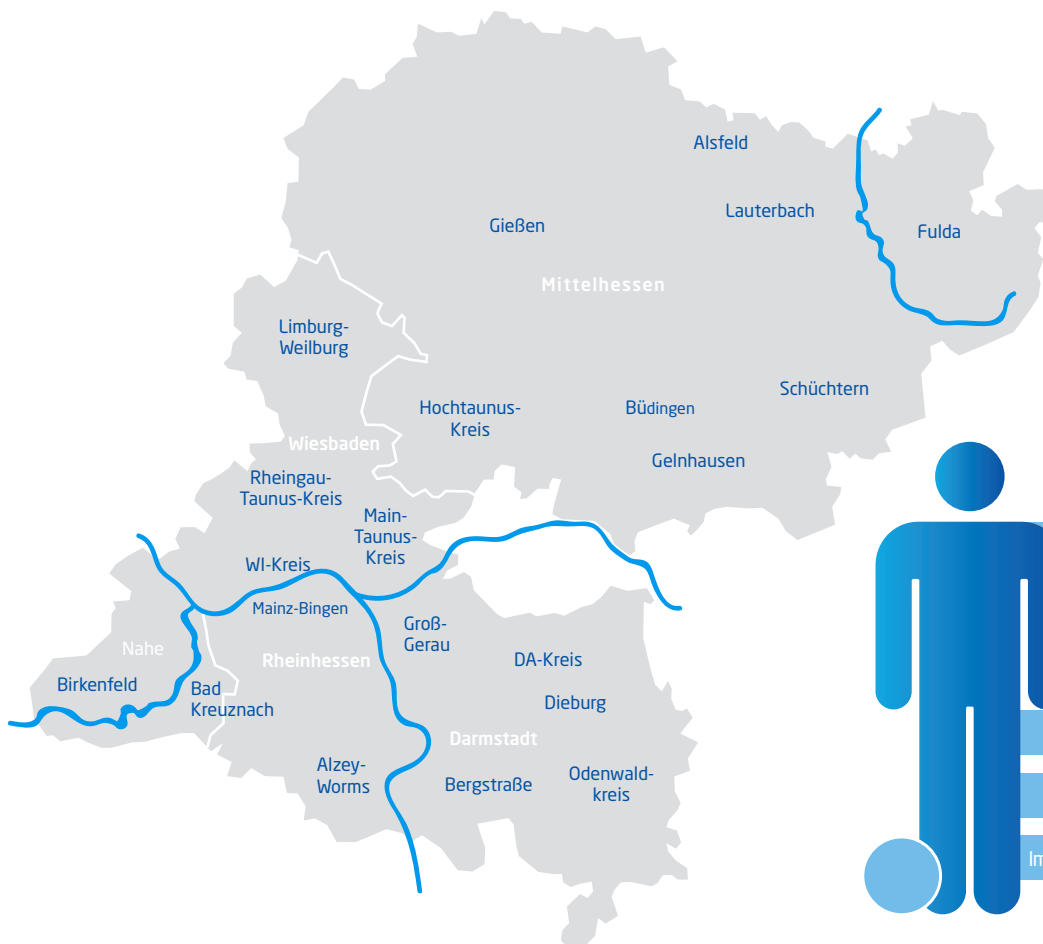 Alsfeld
Lauterbach
Gießen
Fulda
Mittelhessen
Limburg-
Weilburg
Schüchtern
Hochtaunus-
Kreis
Büdingen
Wiesbaden
Gelnhausen
Rheingau-
Taunus-Kreis
Main-
Taunus-
Kreis
WI-Kreis
Mainz-Bingen
Groß-
Gerau
Nahe
Rheinhessen
DA-Kreis
Birkenfeld
Bad
Kreuznach
Dieburg
Darmstadt
Alzey-
Worms
Bergstraße
Odenwald-
kreis
Im